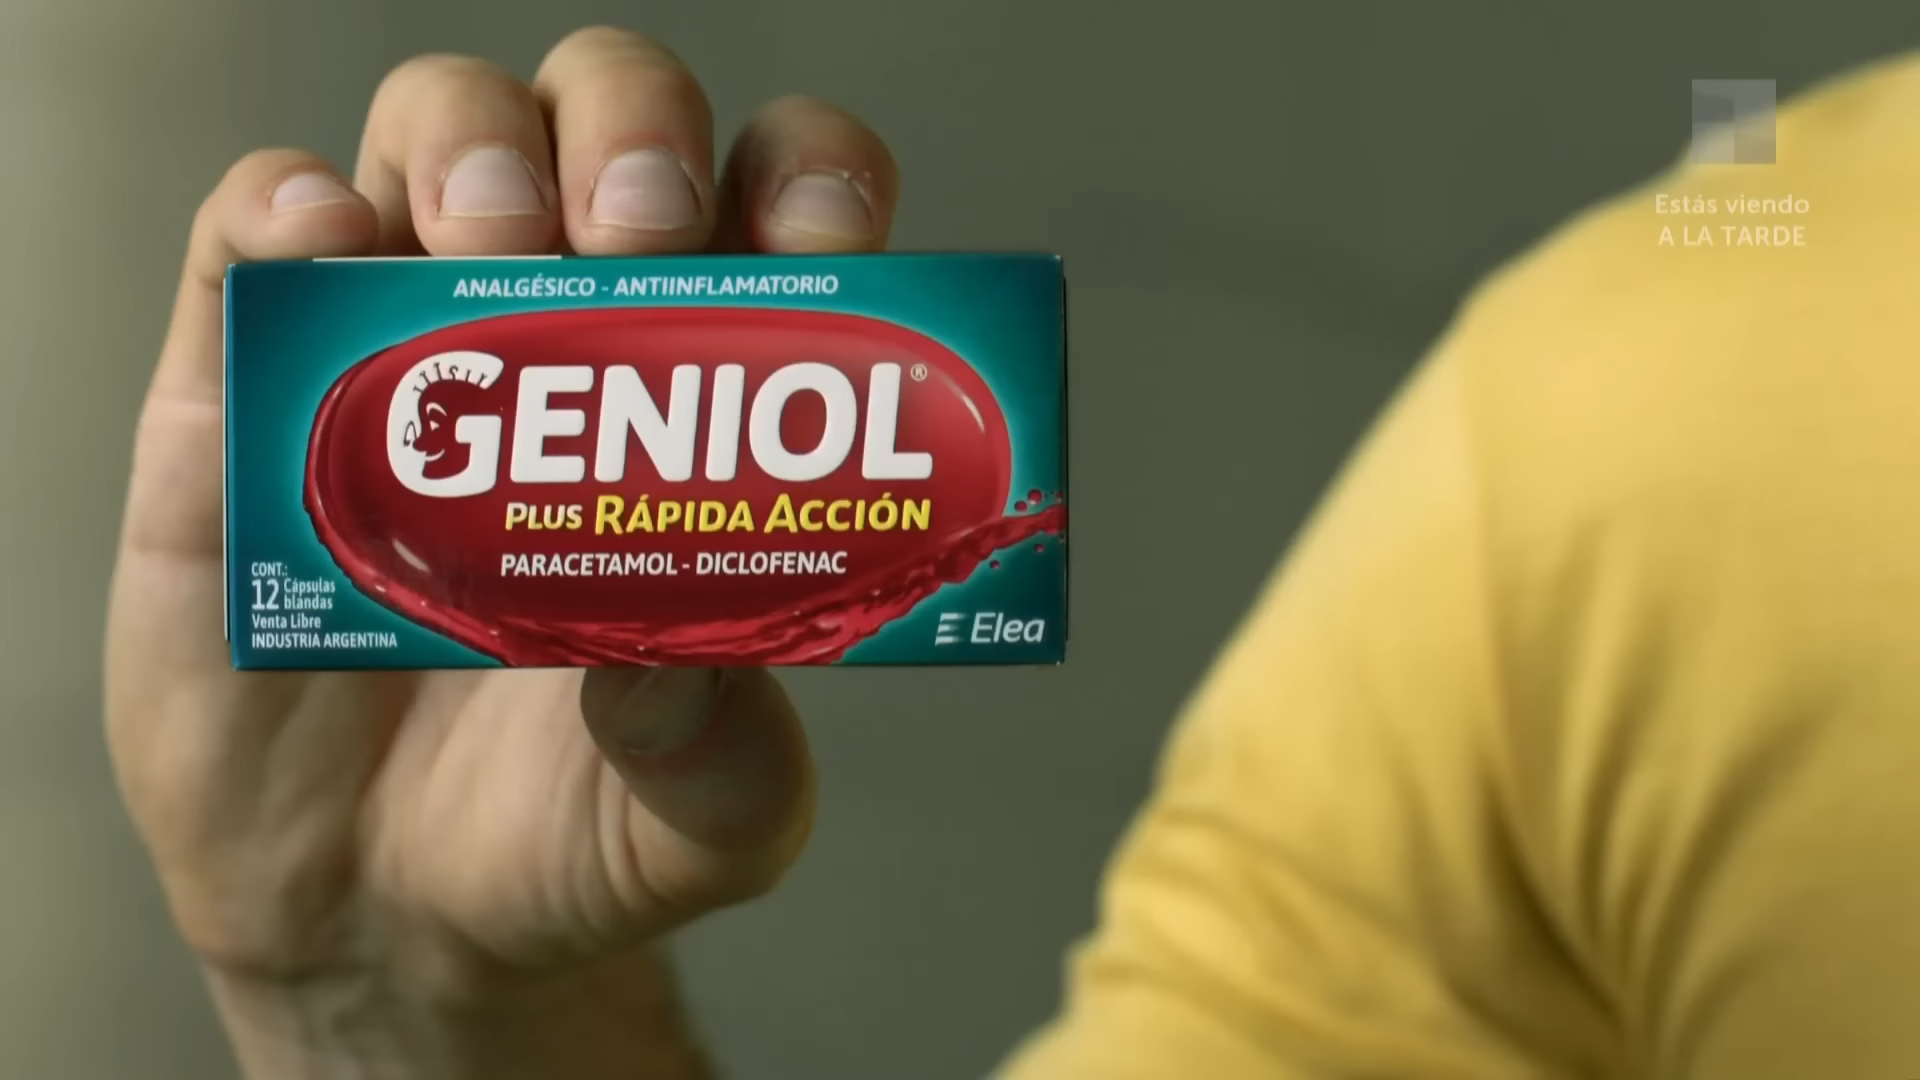 ANALGÉSICO - ANTIINFLAMATORIO
GENIOL®
PLUS RÁPIDA ACCIÓN
PARACETAMOL - DICLOFENAC
CONT.:
12 Cápsulas blandas
Venta Libre
INDUSTRIA ARGENTINA
Elea
Estás viendo
A LA TARDE